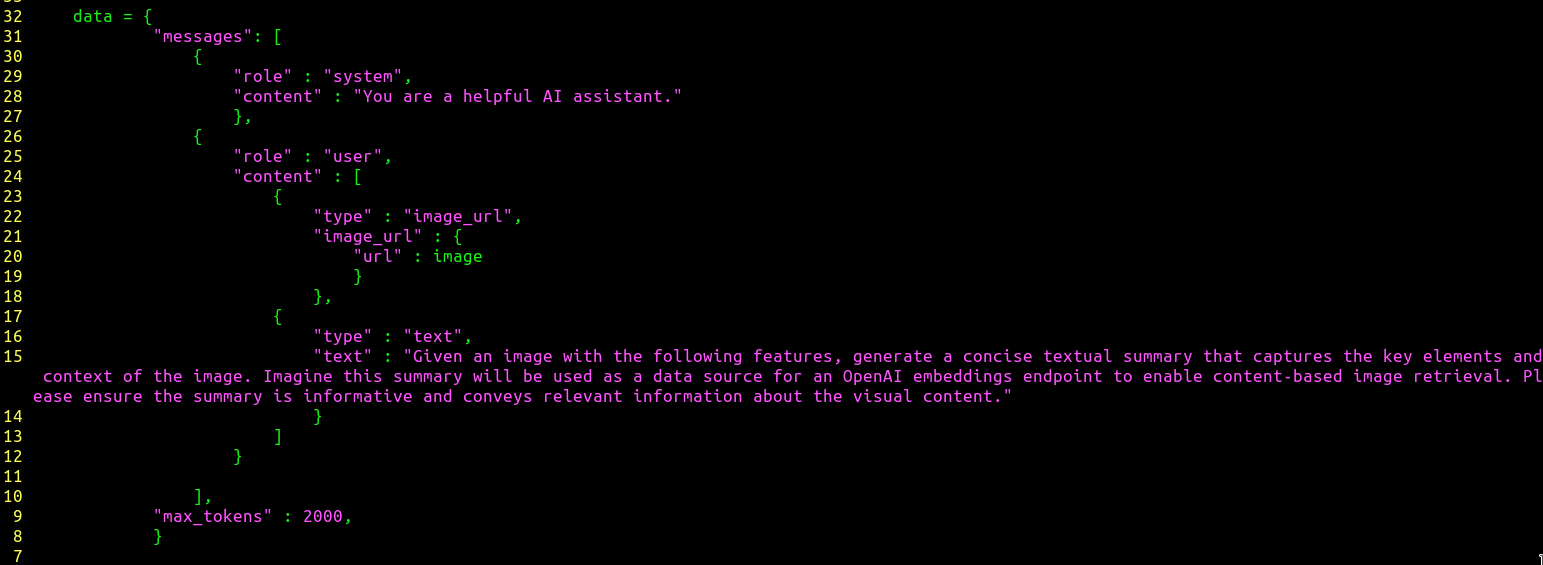 32     data = {
31             "messages": [
30                 {
29                     "role" : "system",
28                     "content" : "You are a helpful AI assistant."
27                     },
26                 {
25                     "role" : "user",
24                     "content" : [
23                         {
22                             "type" : "image_url",
21                             "image_url" : {
20                                 "url" : image
19                                 }
18                             },
17                         {
16                             "type" : "text",
15                             "text" : "Given an image with the following features, generate a concise textual summary that captures the key elements and
 context of the image. Imagine this summary will be used as a data source for an OpenAI embeddings endpoint to enable content-based image retrieval. Pl
ease ensure the summary is informative and conveys relevant information about the visual content."
14                             }
13                         ]
12                     }
11
10                 ],
9             "max_tokens" : 2000,
8             }
7